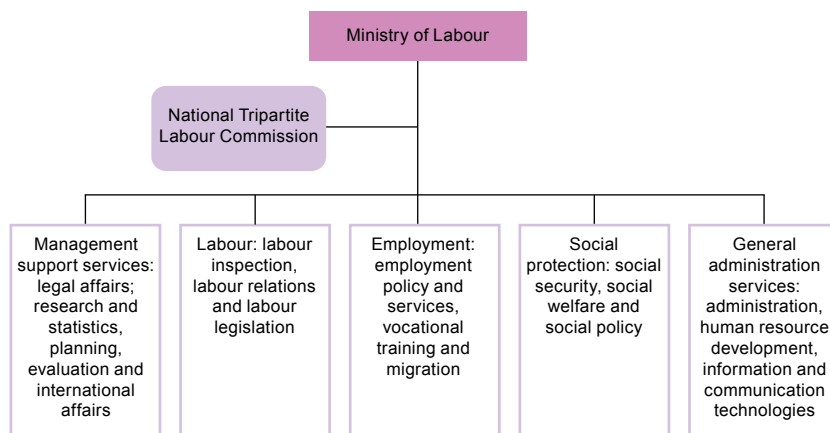 Ministry of Labour
National Tripartite
Labour Commission
Management
support services:
legal affairs;
research and
statistics,
planning,
evaluation and
international
affairs
Labour: labour
inspection,
labour relations
and labour
legislation
Employment:
employment
policy and
services,
vocational
training and
migration
Social
protection: social
security, social
welfare and
social policy
General
administration
services:
administration,
human resource
development,
information and
communication
technologies